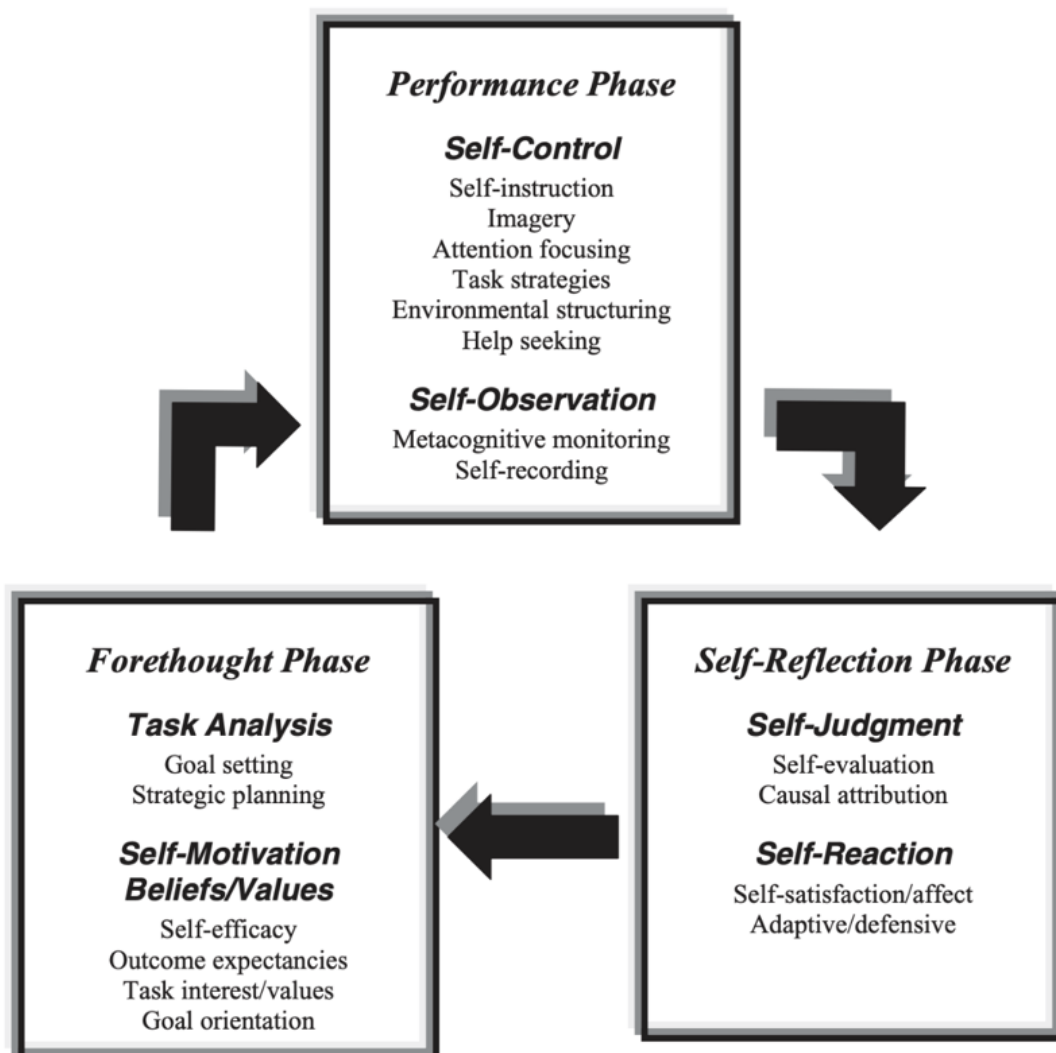 Performance Phase
Self-Control
Self-instruction
Imagery
Attention focusing
Task strategies
Environmental structuring
Help seeking
Self-Observation
Metacognitive monitoring
Self-recording
Forethought Phase
Task Analysis
Goal setting
Strategic planning
Self-Motivation
Beliefs/Values
Self-efficacy
Outcome expectancies
Task interest/values
Goal orientation
Self-Reflection Phase
Self-Judgment
Self-evaluation
Causal attribution
Self-Reaction
Self-satisfaction/affect
Adaptive/defensive